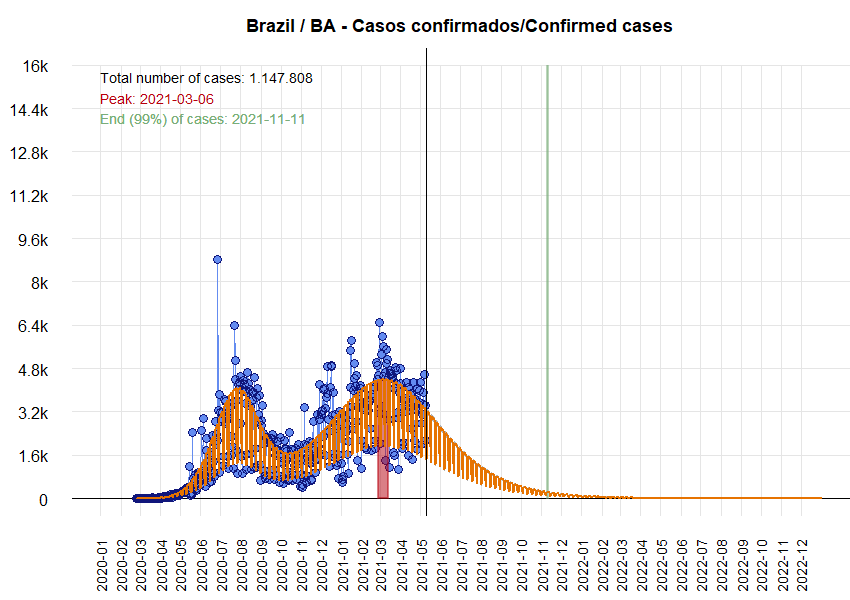 Brazil / BA - Casos confirmados/Confirmed cases
16k
14.4k
12.8k
11.2k
9.6k
8k
6.4k
4.8k
3.2k
1.6k
0
Total number of cases: 1.147.808
Peak: 2021-03-06
End (99%) of cases: 2021-11-11
2020-01
2020-02
2020-03
2020-04
2020-05
2020-06
2020-07
2020-08
2020-09
2020-10
2020-11
2020-12
2021-01
2021-02
2021-03
2021-04
2021-05
2021-06
2021-07
2021-08
2021-09
2021-10
2021-11
2021-12
2022-01
2022-02
2022-03
2022-04
2022-05
2022-06
2022-07
2022-08
2022-09
2022-10
2022-11
2022-12